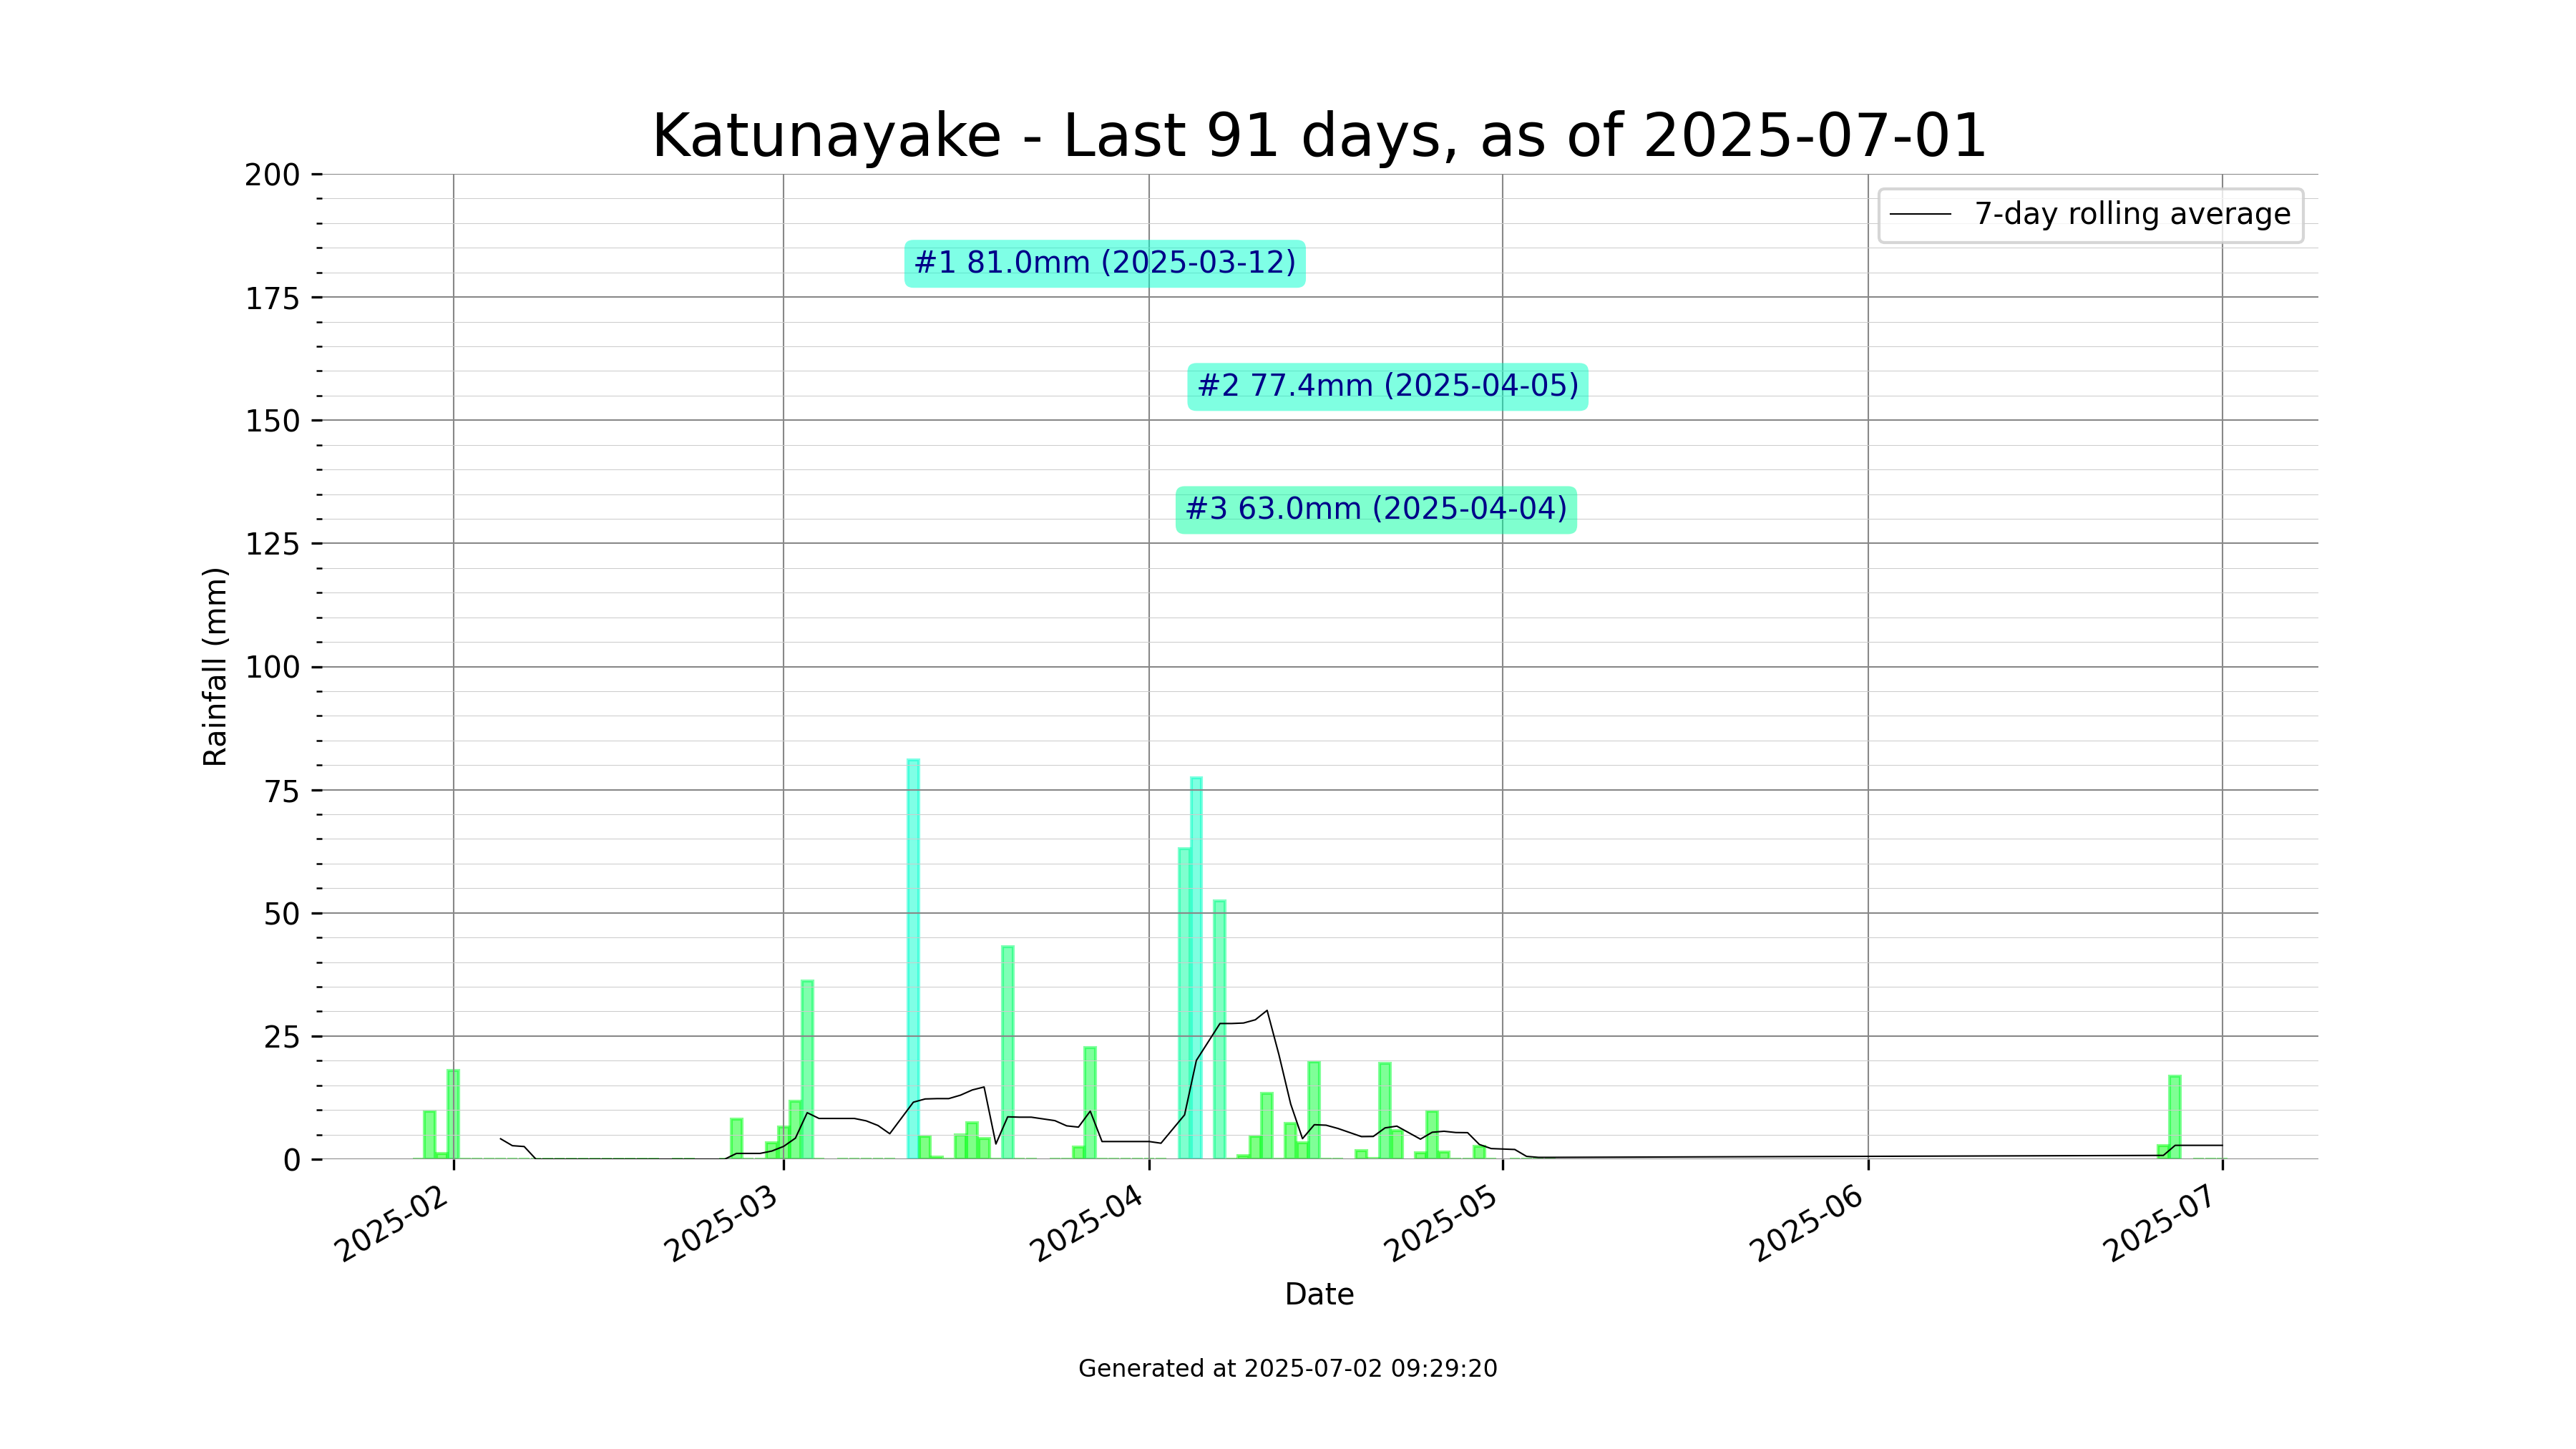 Katunayake - Last 91 days, as of 2025-07-01
200
175
150
125
100
75
50
25
0
Rainfall (mm)
7-day rolling average
#1 81.0mm (2025-03-12)
#2 77.4mm (2025-04-05)
#3 63.0mm (2025-04-04)
2025-02
2025-03
2025-04
2025-05
2025-06
2025-07
Date
Generated at 2025-07-02 09:29:20